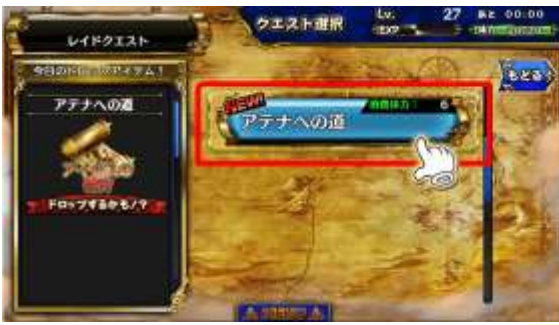 レイドクエスト
クエスト選択
Lv. 27
あと 00:00
EXP
もどる
今日のドロップアイテム!
アテナへの道
ドロップするかも!?
NEW!
消費体力: 6
アテナへの道